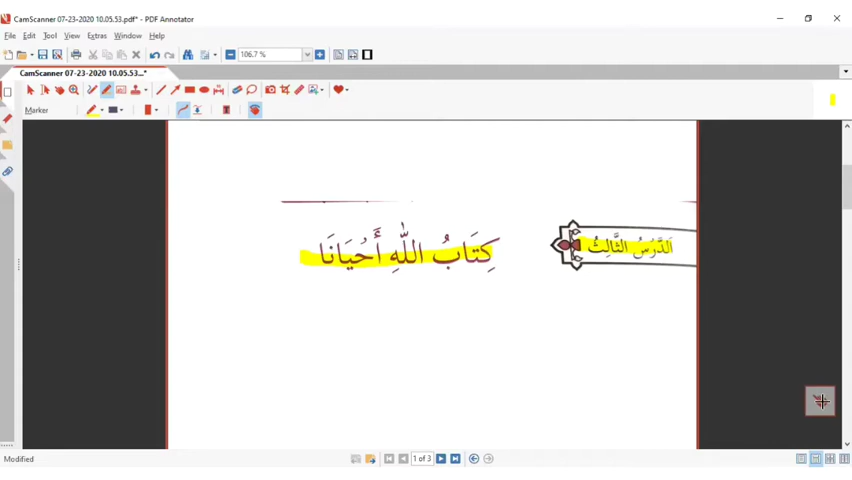 CamScanner 07-23-2020 10.05.53.pdf* - PDF Annotator
File Edit Tool View Extras Window Help
106.7 %
CamScanner 07-23-2020 10.05.53...*
Marker
اَلدَّرْسُ الثَّالِثُ
كِتَابُ اللّٰهِ أَحْيَانَا
1 of 3
Modified